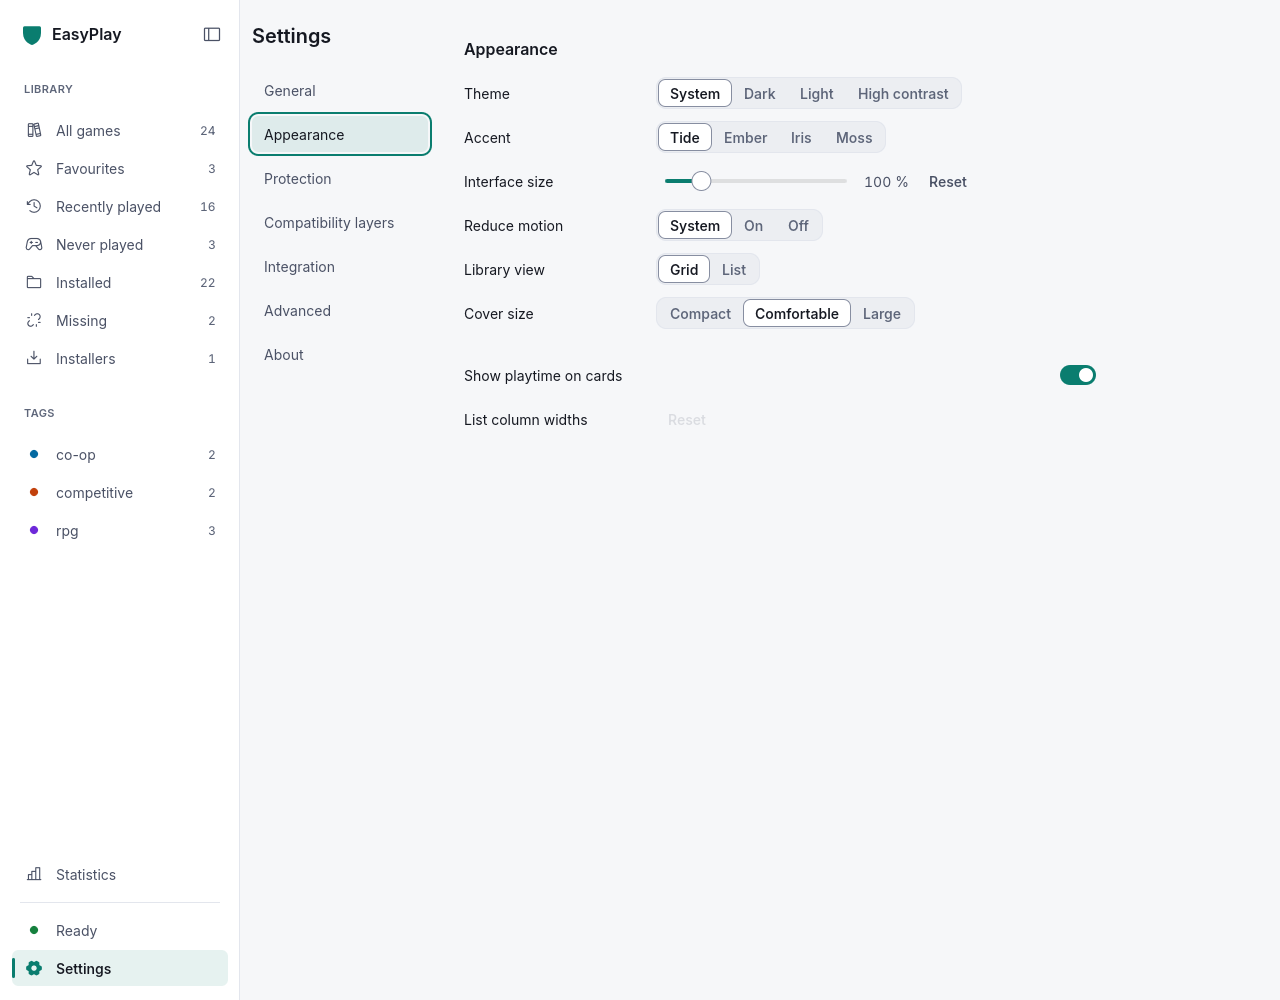 EasyPlay
LIBRARY
All games 24
Favourites 3
Recently played 16
Never played 3
Installed 22
Missing 2
Installers 1
TAGS
co-op 2
competitive 2
rpg 3
Statistics
Ready
Settings
Settings
General
Appearance
Protection
Compatibility layers
Integration
Advanced
About
Appearance
Theme System Dark Light High contrast
Accent Tide Ember Iris Moss
Interface size 100 % Reset
Reduce motion System On Off
Library view Grid List
Cover size Compact Comfortable Large
Show playtime on cards
List column widths Reset